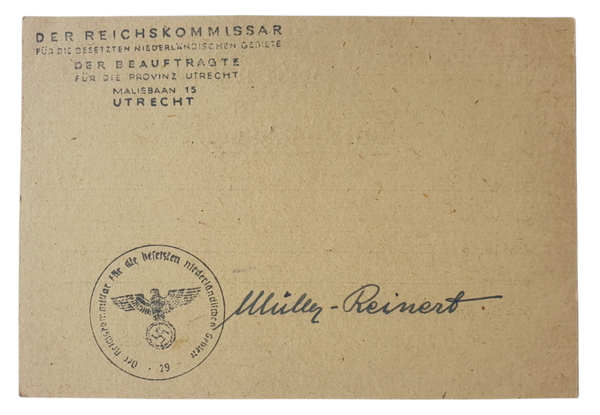 DER REICHSKOMMISSAR
FÜR DIE BESETZTEN NIEDERLÄNDISCHEN GEBIETE
DER BEAUFTRAGTE
FÜR DIE PROVINZ UTRECHT
MALIEBAAN 15
UTRECHT
Der Reichskommissar für die besetzten niederländischen Gebiete
29
Müller-Reinert.